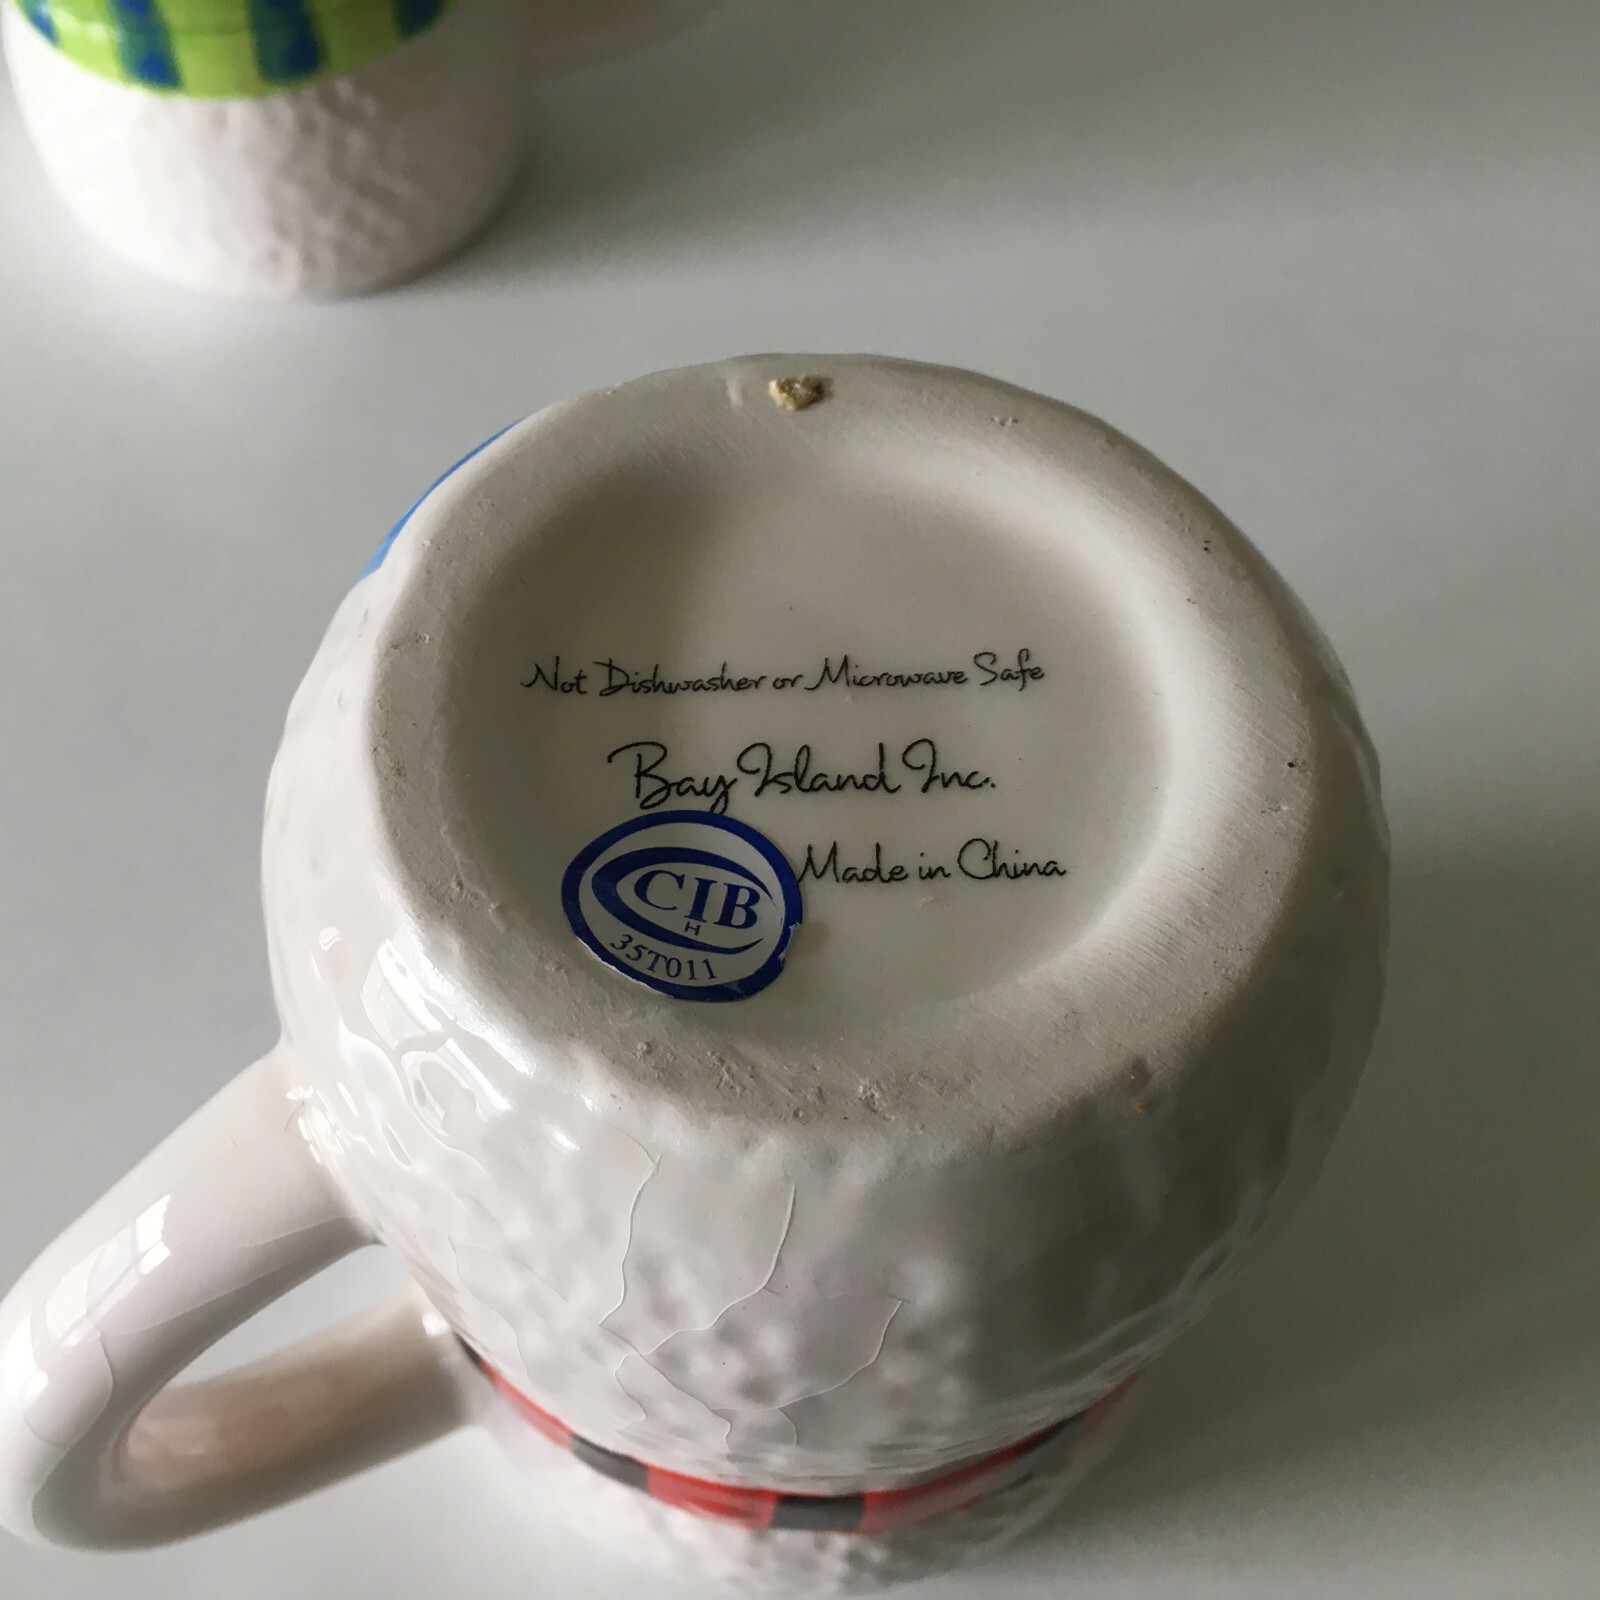 Not Dishwasher or Microwave Safe
Bay Island Inc.
Made in China
CIB
H
35T011